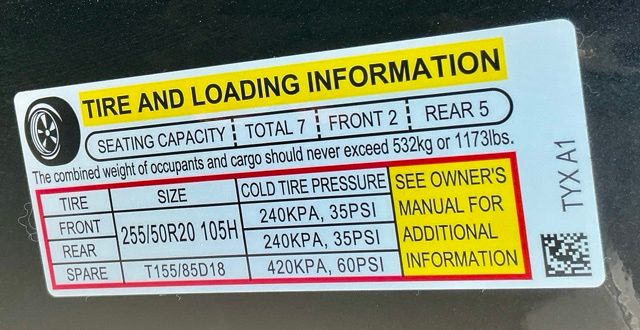 TIRE AND LOADING INFORMATION
SEATING CAPACITY TOTAL 7 FRONT 2 REAR 5
The combined weight of occupants and cargo should never exceed 532kg or 1173lbs.
TIRE SIZE COLD TIRE PRESSURE
FRONT 255/50R20 105H 240KPA, 35PSI
REAR 240KPA, 35PSI
SPARE T155/85D18 420KPA, 60PSI
SEE OWNER'S
MANUAL FOR
ADDITIONAL
INFORMATION
TYX A1